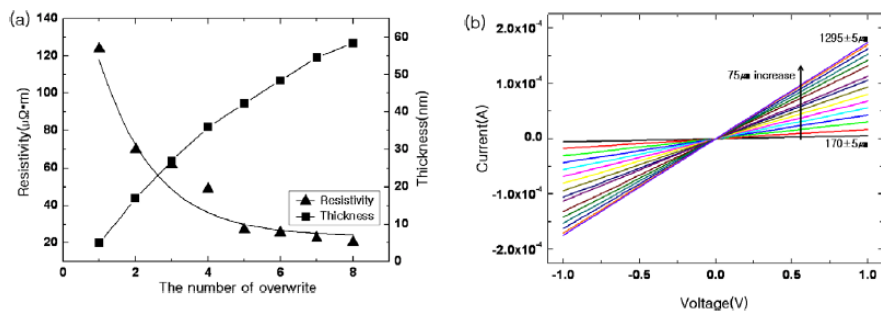 (a)
140
120
100
80
60
40
20
Resistivity(μΩ•m)
60
50
40
30
20
10
0
Thickness(nm)
Resistivity
Thickness
0
2
4
6
8
The number of overwrite
(b)
2.0x10⁻⁴
1.0x10⁻⁴
0.0
-1.0x10⁻⁴
-2.0x10⁻⁴
Current(A)
1295±5㎛
75㎛ increase
170±5㎛
-1.0
-0.5
0.0
0.5
1.0
Voltage(V)